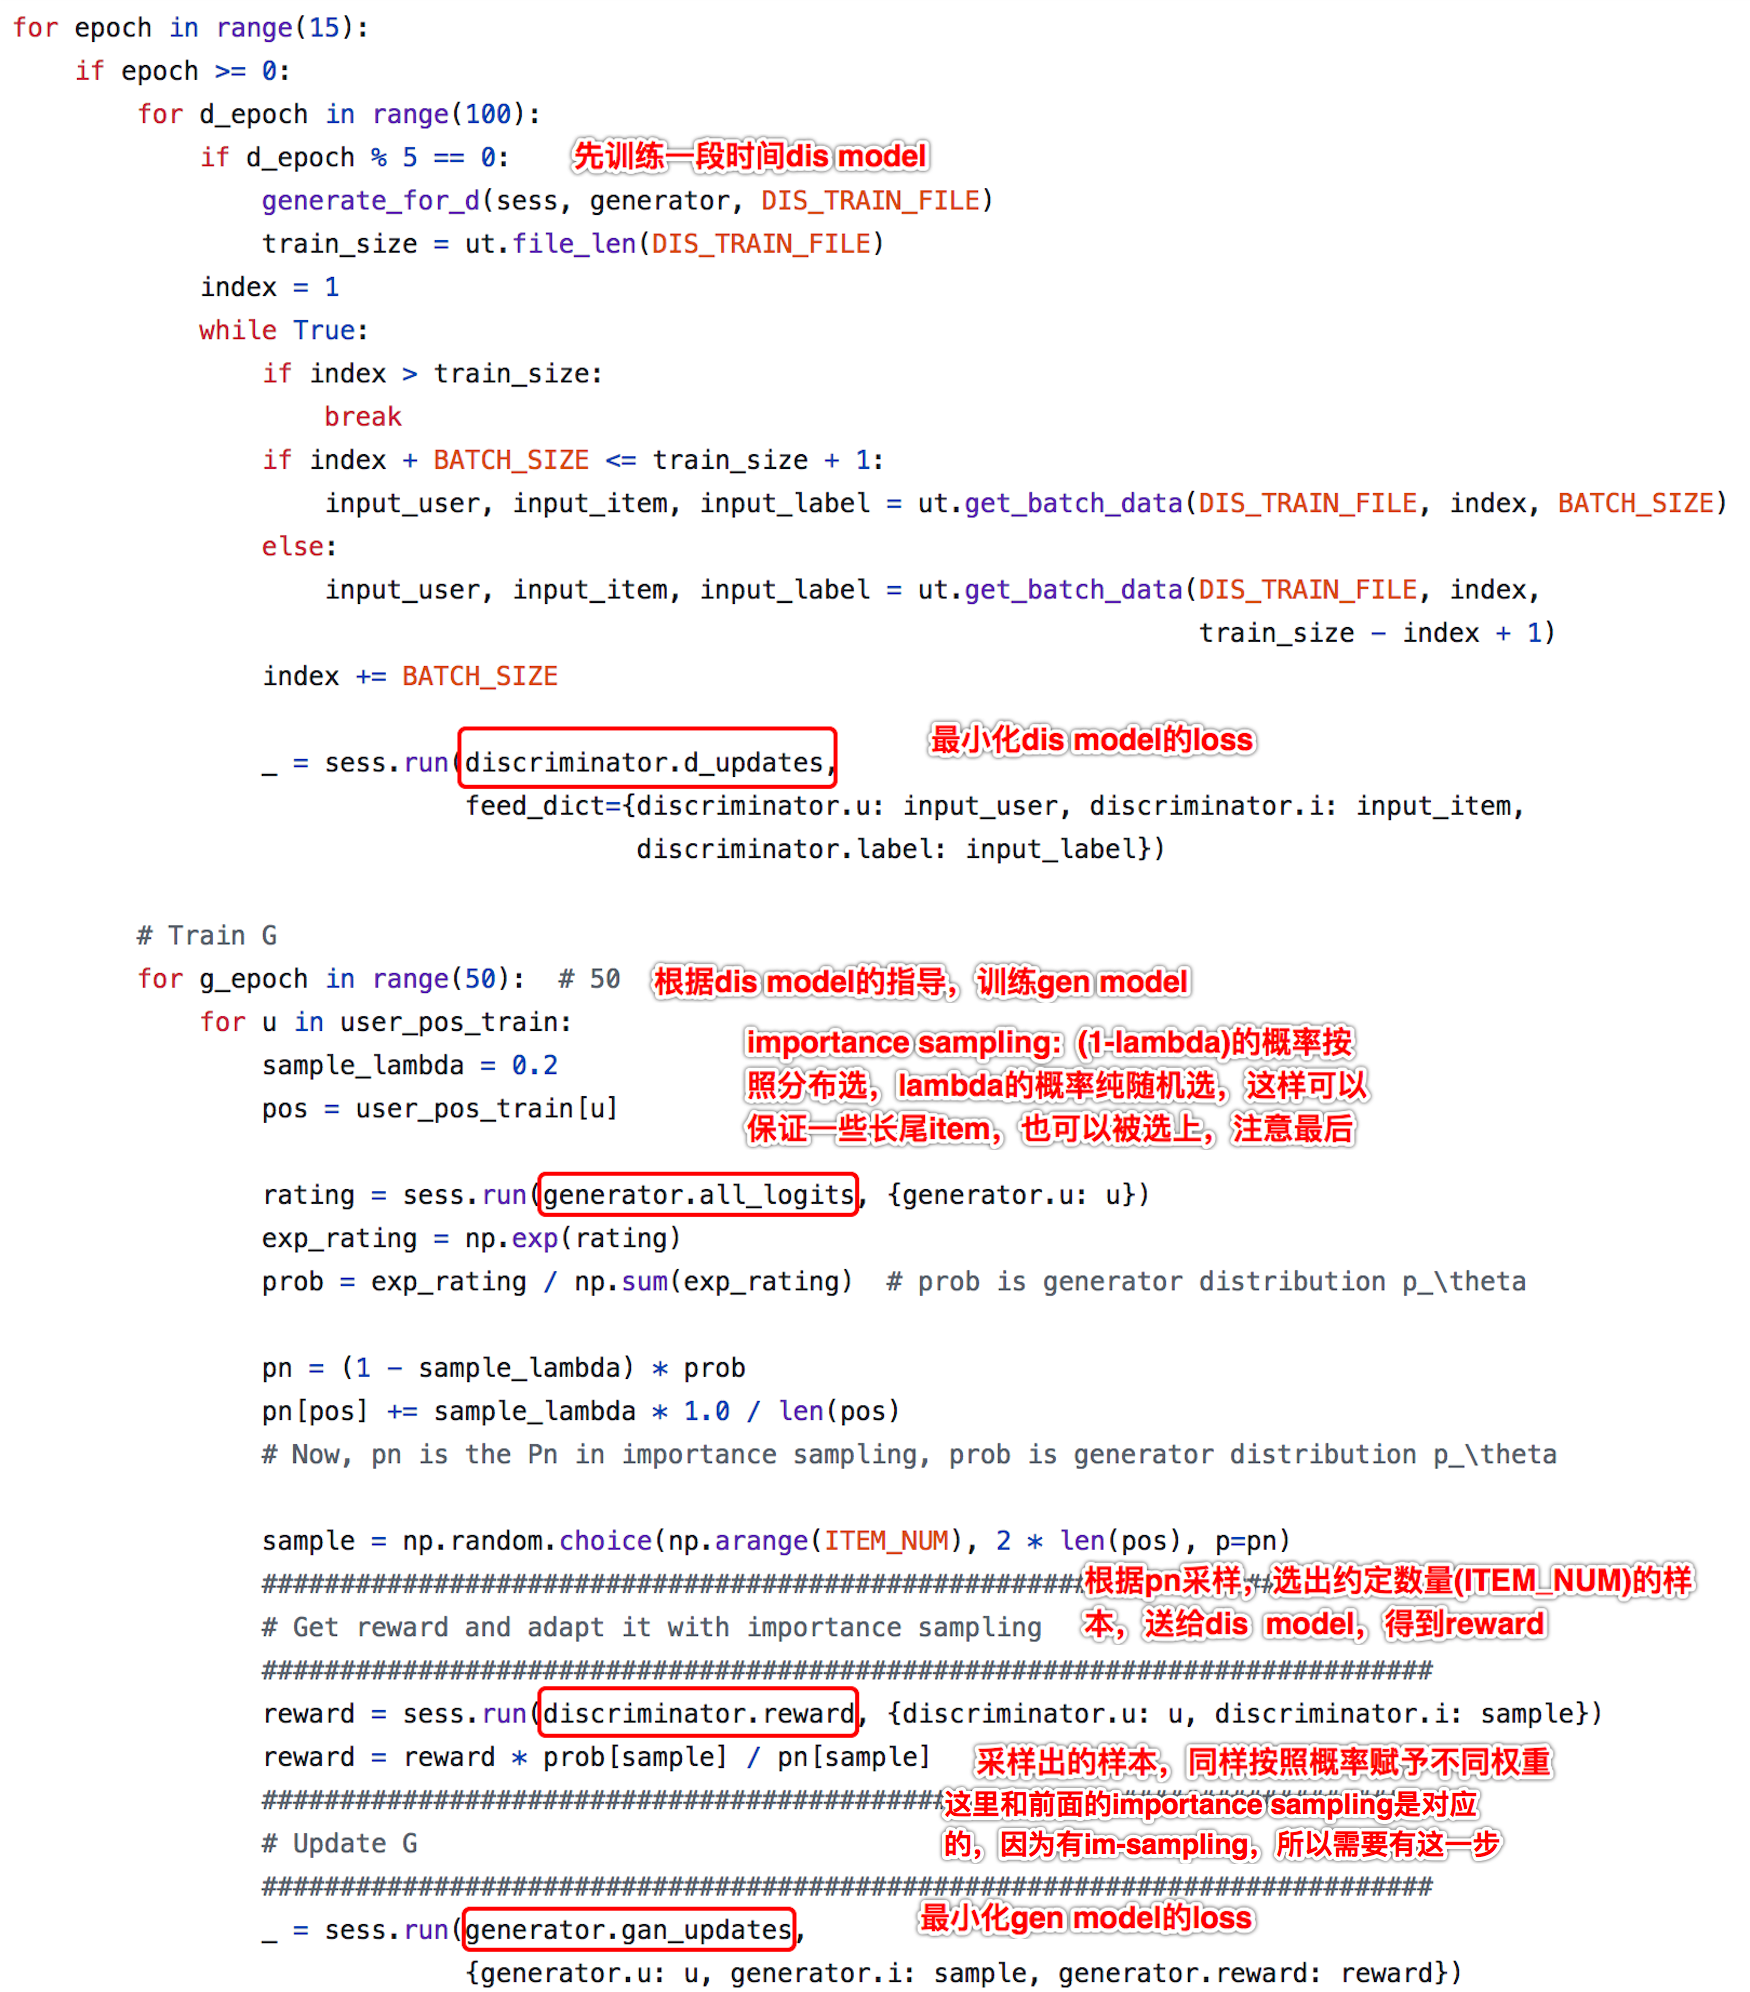 for epoch in range(15):
    if epoch >= 0:
        for d_epoch in range(100):
            if d_epoch % 5 == 0:    先训练一段时间dis model
                generate_for_d(sess, generator, DIS_TRAIN_FILE)
                train_size = ut.file_len(DIS_TRAIN_FILE)
            index = 1
            while True:
                if index > train_size:
                    break
                if index + BATCH_SIZE <= train_size + 1:
                    input_user, input_item, input_label = ut.get_batch_data(DIS_TRAIN_FILE, index, BATCH_SIZE)
                else:
                    input_user, input_item, input_label = ut.get_batch_data(DIS_TRAIN_FILE, index,
                                                                            train_size - index + 1)
                index += BATCH_SIZE
最小化dis model的loss
                _ = sess.run(discriminator.d_updates,
                             feed_dict={discriminator.u: input_user, discriminator.i: input_item,
                                        discriminator.label: input_label})
        # Train G
        for g_epoch in range(50):  # 50  根据dis model的指导，训练gen model
            for u in user_pos_train:
importance sampling:  (1-lambda)的概率按
                sample_lambda = 0.2
照分布选，lambda的概率纯随机选，这样可以
                pos = user_pos_train[u]
保证一些长尾item，也可以被选上，注意最后
                rating = sess.run(generator.all_logits, {generator.u: u})
                exp_rating = np.exp(rating)
                prob = exp_rating / np.sum(exp_rating)  # prob is generator distribution p_\theta
                pn = (1 - sample_lambda) * prob
                pn[pos] += sample_lambda * 1.0 / len(pos)
                # Now, pn is the Pn in importance sampling, prob is generator distribution p_\theta
                sample = np.random.choice(np.arange(ITEM_NUM), 2 * len(pos), p=pn)
                ###########################################################################
根据pn采样，选出约定数量(ITEM_NUM)的样
                # Get reward and adapt it with importance sampling
本，送给dis  model，得到reward
                ###########################################################################
                reward = sess.run(discriminator.reward, {discriminator.u: u, discriminator.i: sample})
                reward = reward * prob[sample] / pn[sample]
采样出的样本，同样按照概率赋予不同权重
                ###########################################################################
这里和前面的importance sampling是对应
                # Update G
的，因为有im-sampling，所以需要有这一步
                ###########################################################################
最小化gen model的loss
                _ = sess.run(generator.gan_updates,
                             {generator.u: u, generator.i: sample, generator.reward: reward})